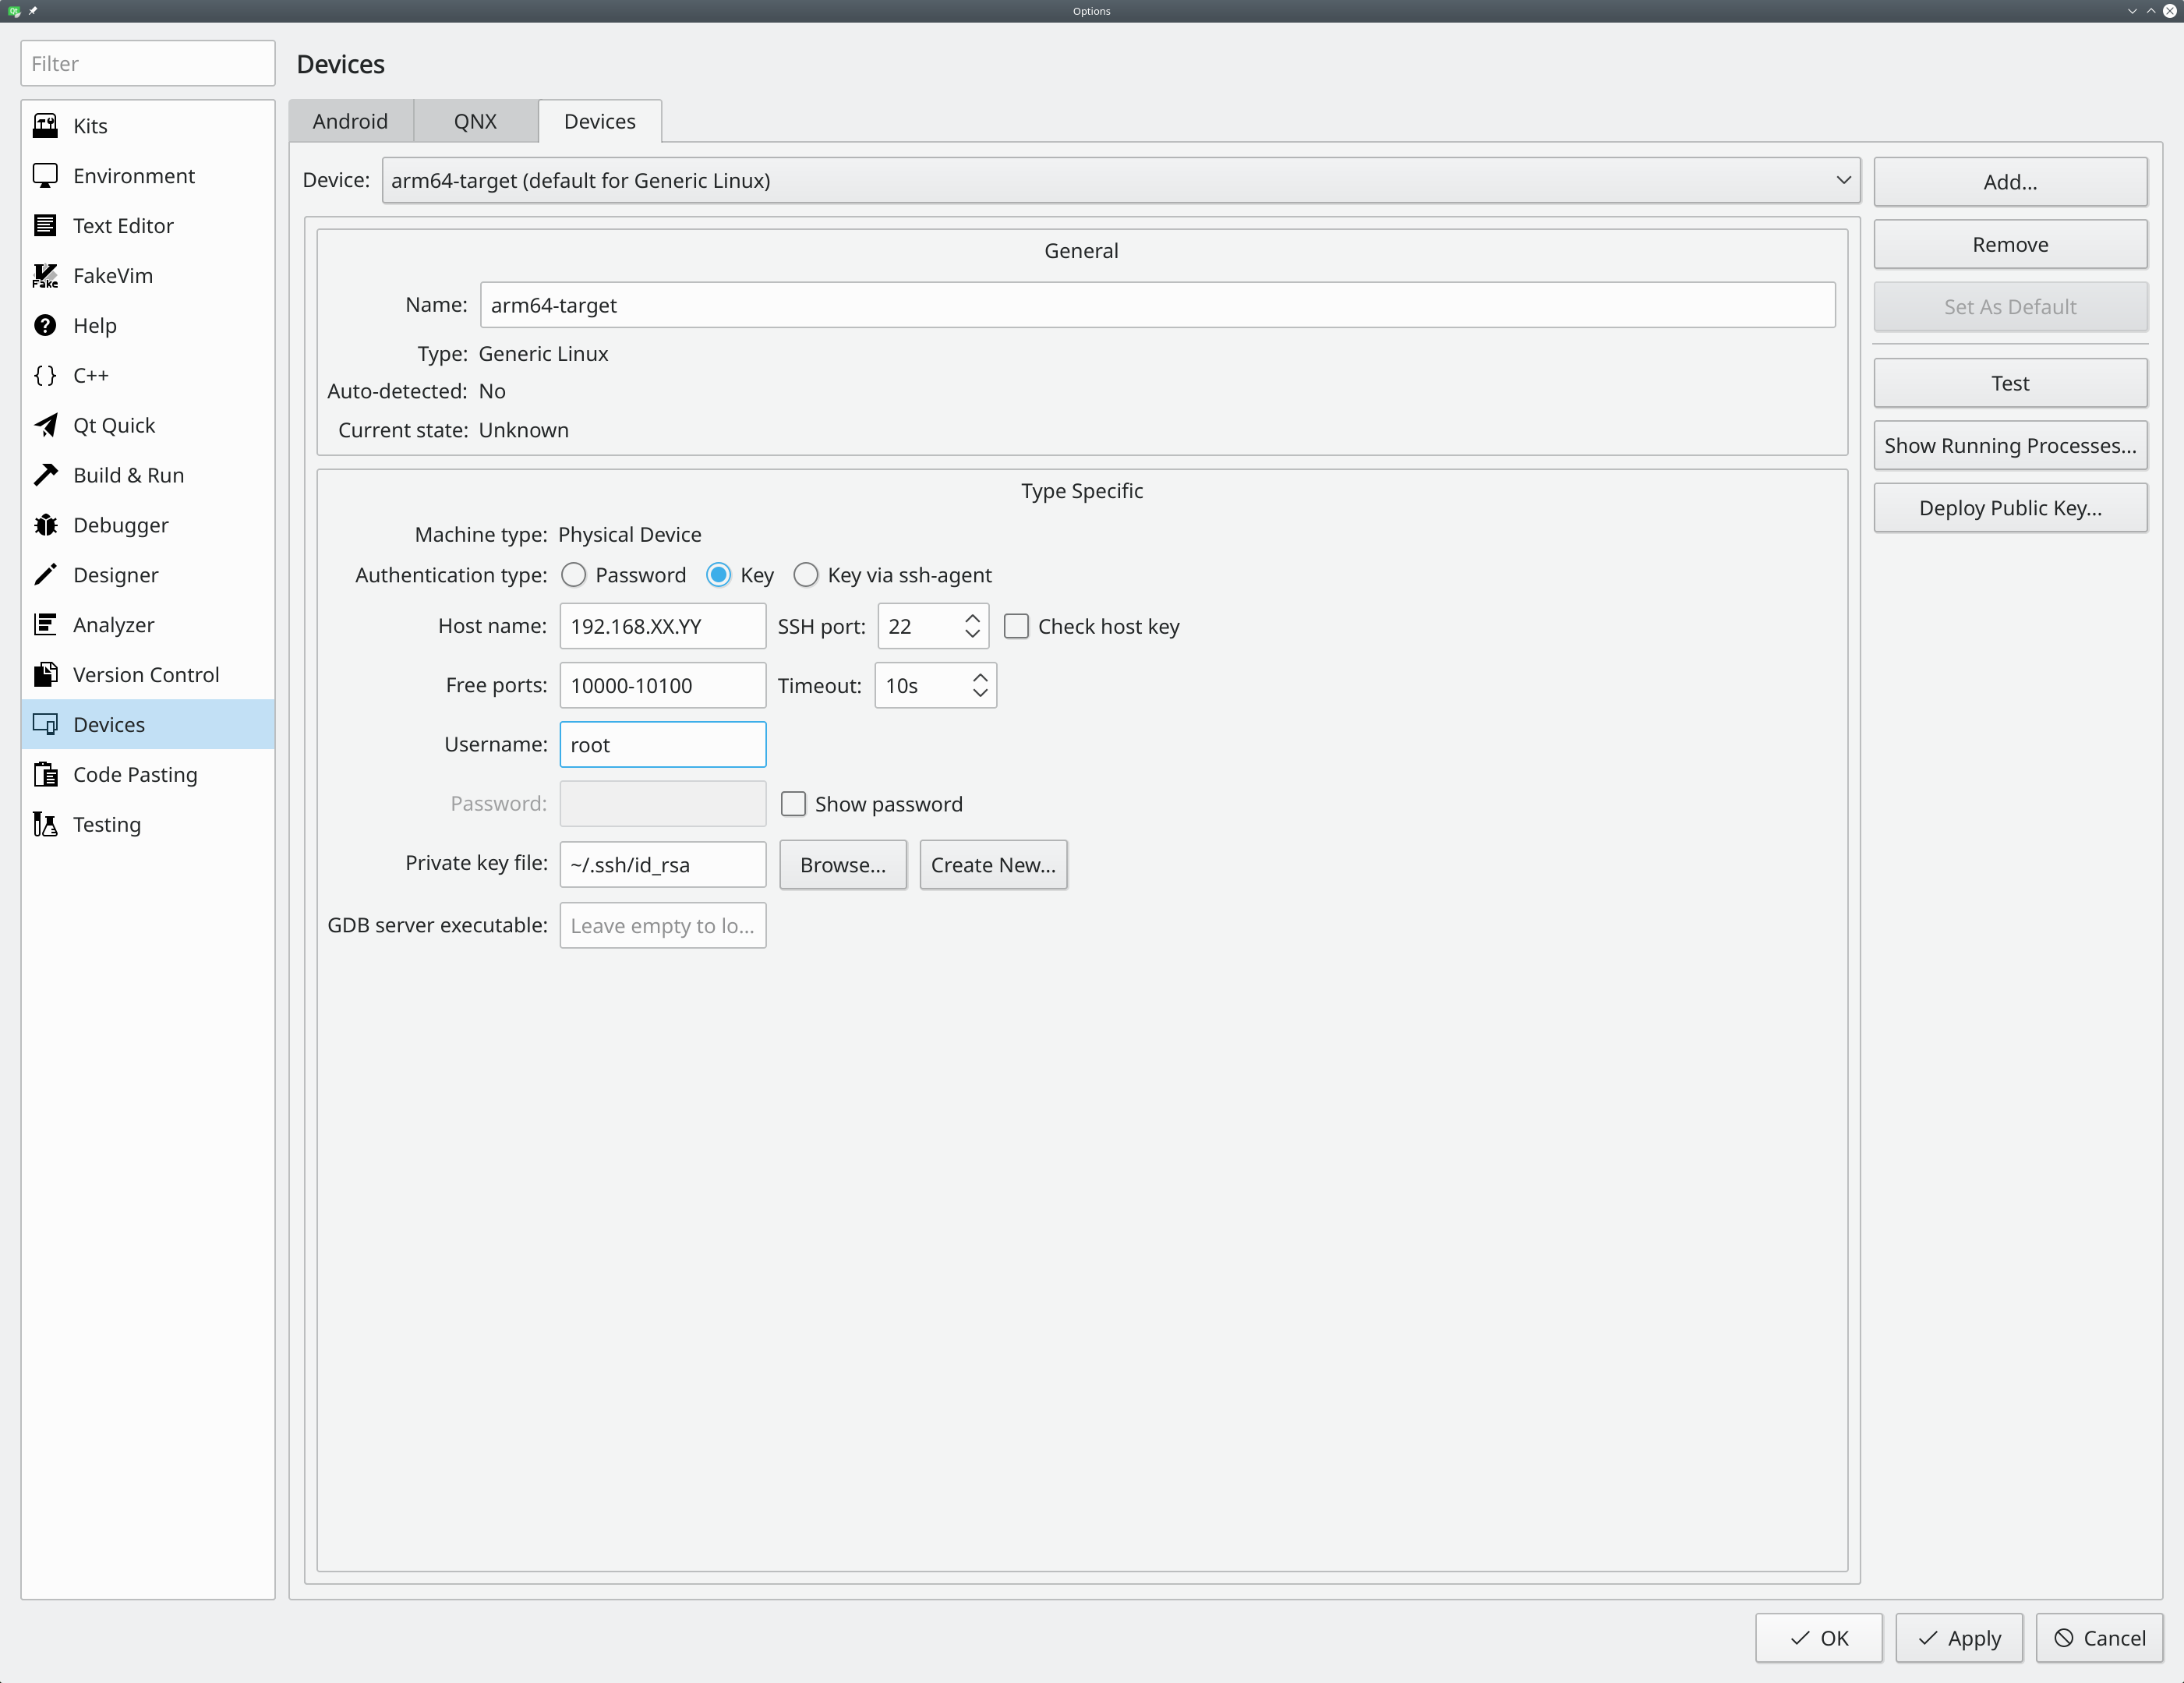 Options
Filter
Devices
Kits
Environment
Text Editor
FakeVim
Help
C++
Qt Quick
Build & Run
Debugger
Designer
Analyzer
Version Control
Devices
Code Pasting
Testing
Android QNX Devices
Device: arm64-target (default for Generic Linux)
General
Name: arm64-target
Type: Generic Linux
Auto-detected: No
Current state: Unknown
Type Specific
Machine type: Physical Device
Authentication type: Password Key Key via ssh-agent
Host name: 192.168.XX.YY SSH port: 22 Check host key
Free ports: 10000-10100 Timeout: 10s
Username: root
Password: Show password
Private key file: ~/.ssh/id_rsa Browse... Create New...
GDB server executable: Leave empty to lo...
Add...
Remove
Set As Default
Test
Show Running Processes...
Deploy Public Key...
OK Apply Cancel